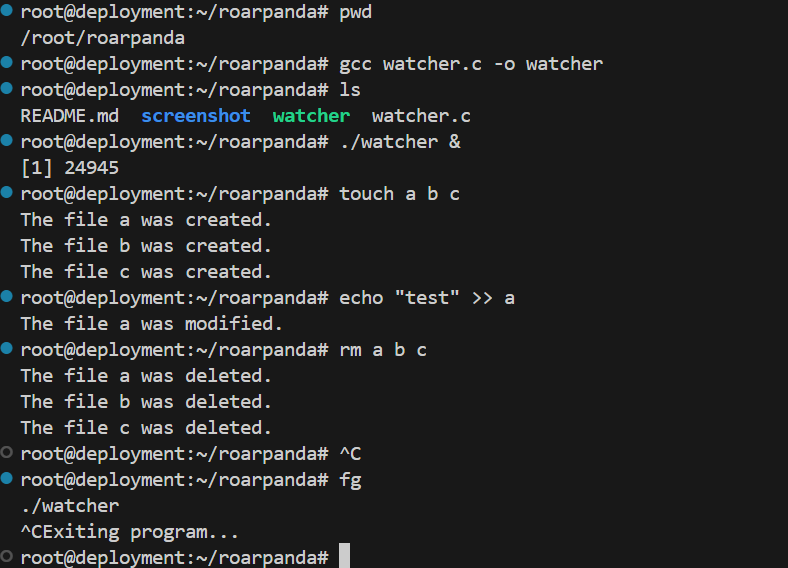 root@deployment:~/roarpanda# pwd
/root/roarpanda
root@deployment:~/roarpanda# gcc watcher.c -o watcher
root@deployment:~/roarpanda# ls
README.md  screenshot  watcher  watcher.c
root@deployment:~/roarpanda# ./watcher &
[1] 24945
root@deployment:~/roarpanda# touch a b c
The file a was created.
The file b was created.
The file c was created.
root@deployment:~/roarpanda# echo "test" >> a
The file a was modified.
root@deployment:~/roarpanda# rm a b c
The file a was deleted.
The file b was deleted.
The file c was deleted.
root@deployment:~/roarpanda# ^C
root@deployment:~/roarpanda# fg
./watcher
^CExiting program...
root@deployment:~/roarpanda#